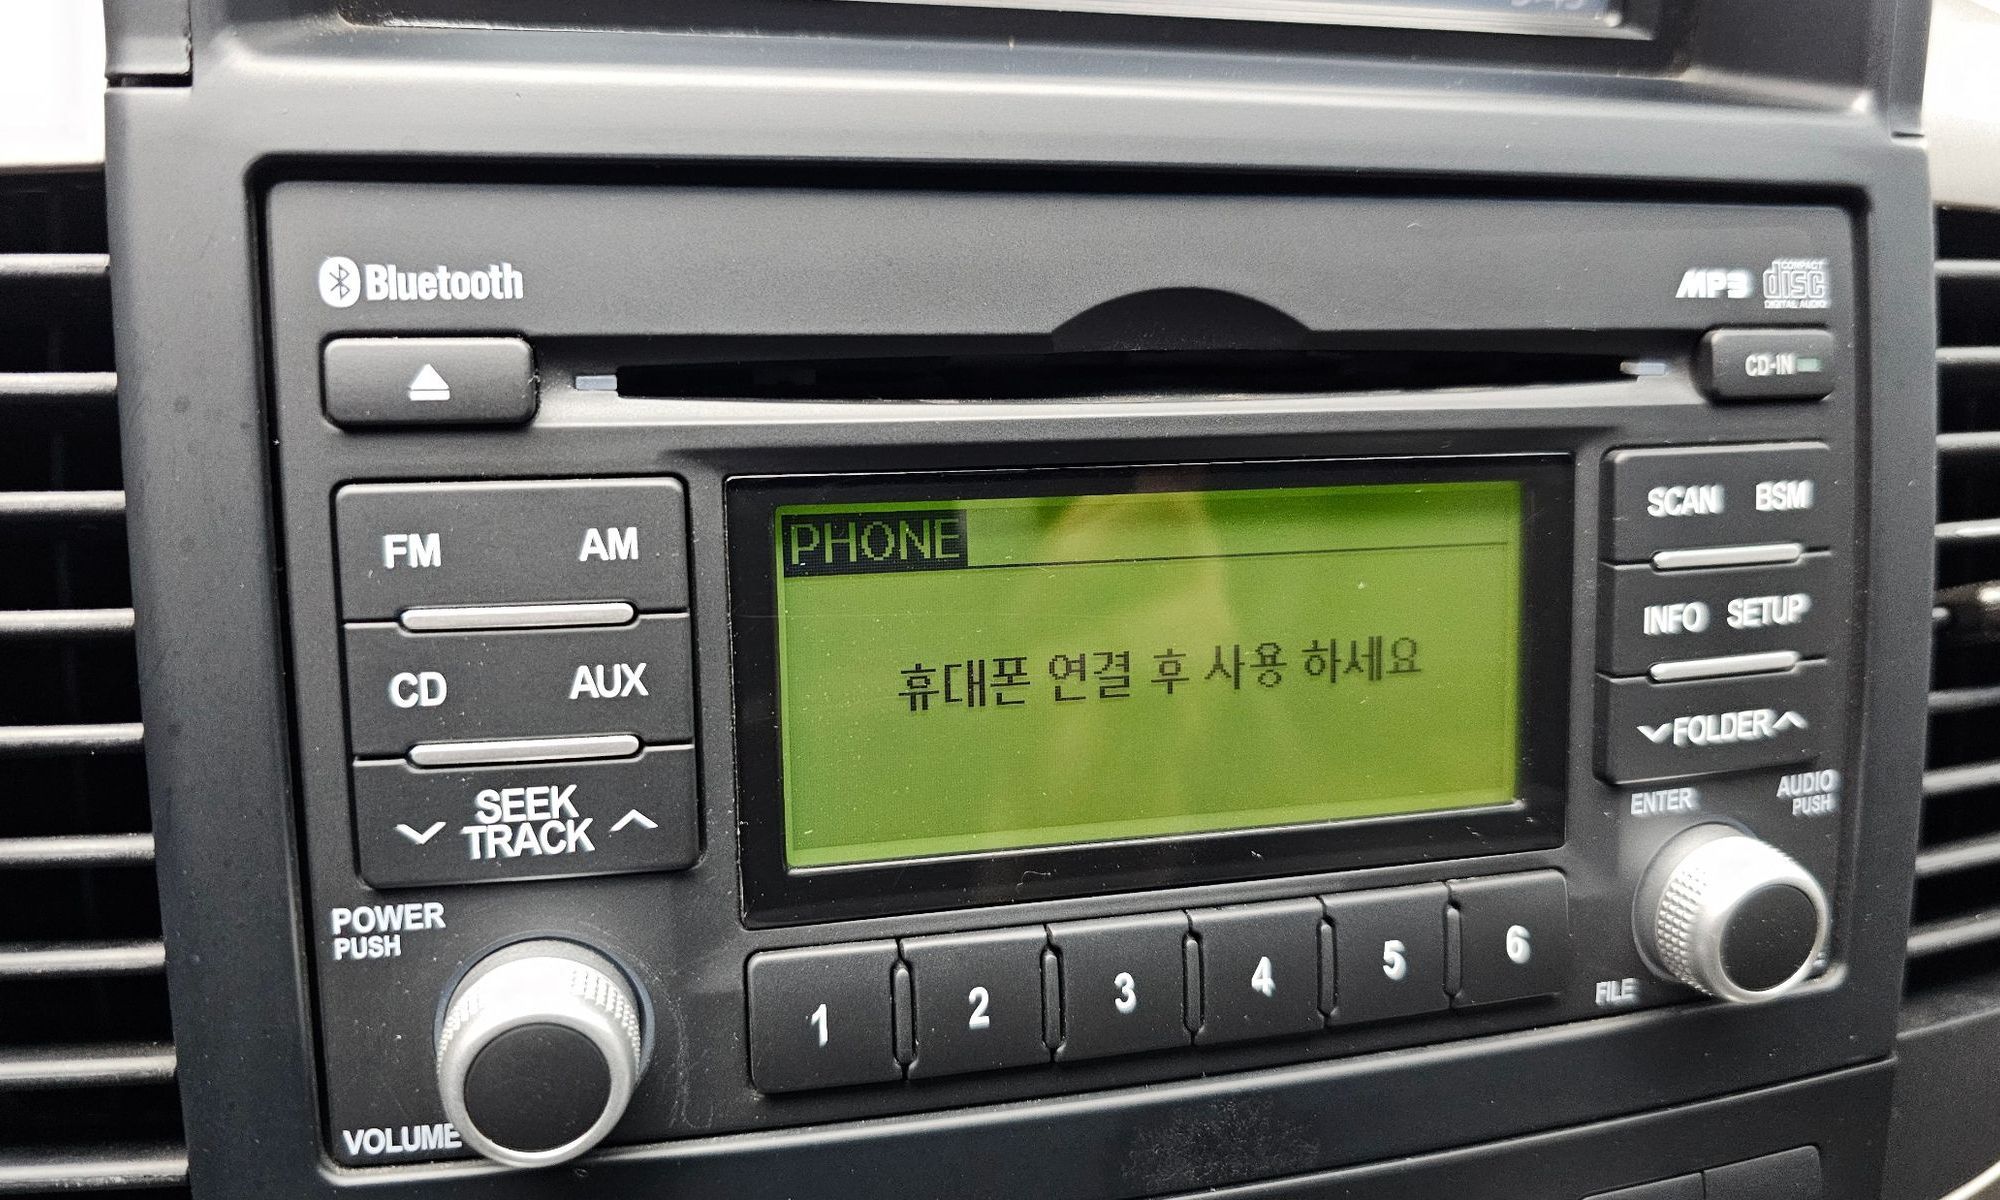 Bluetooth
MP3 COMPACT disc DIGITAL AUDIO
CD-IN
FM AM
CD AUX
SEEK
TRACK
PHONE
휴대폰 연결 후 사용 하세요
SCAN BSM
INFO SETUP
FOLDER
ENTER
AUDIO
PUSH
POWER
PUSH
VOLUME
1 2 3 4 5 6
FILE